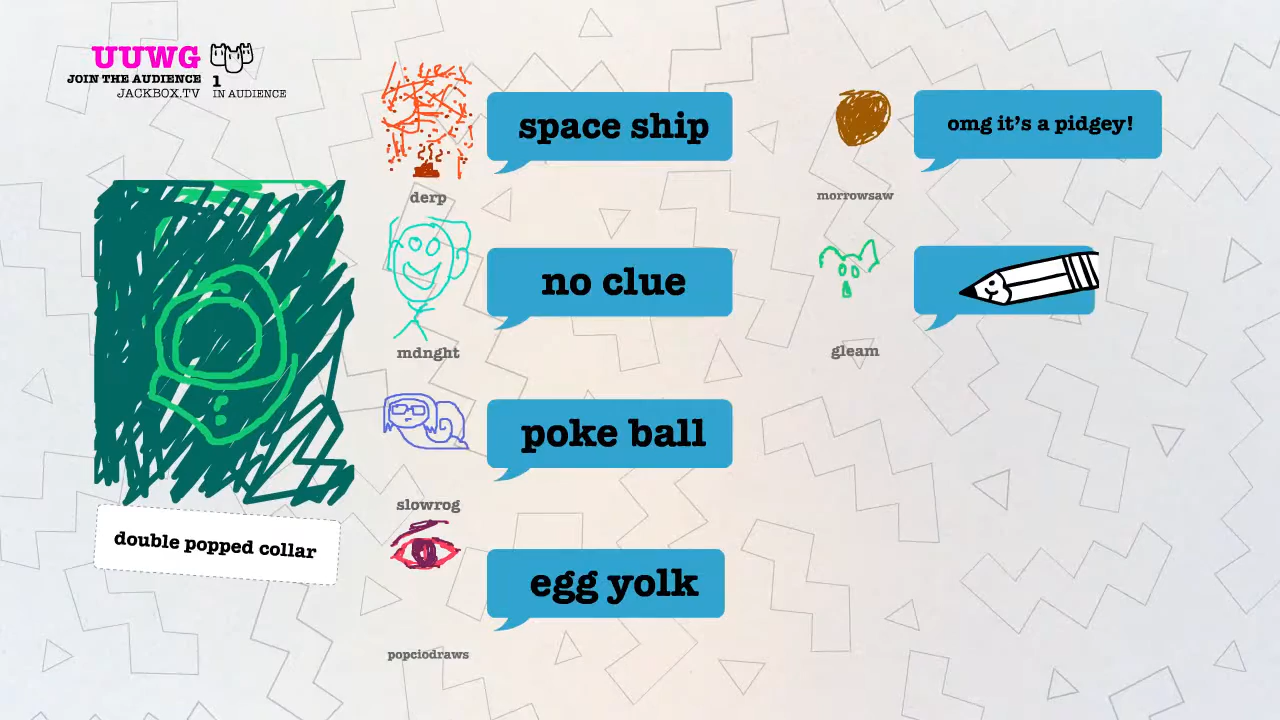 UUWG
JOIN THE AUDIENCE
JACKBOX.TV
1
IN AUDIENCE
double popped collar
space ship
derp
no clue
mdnght
poke ball
slowrog
egg yolk
popciodraws
omg it's a pidgey!
morrowsaw
gleam